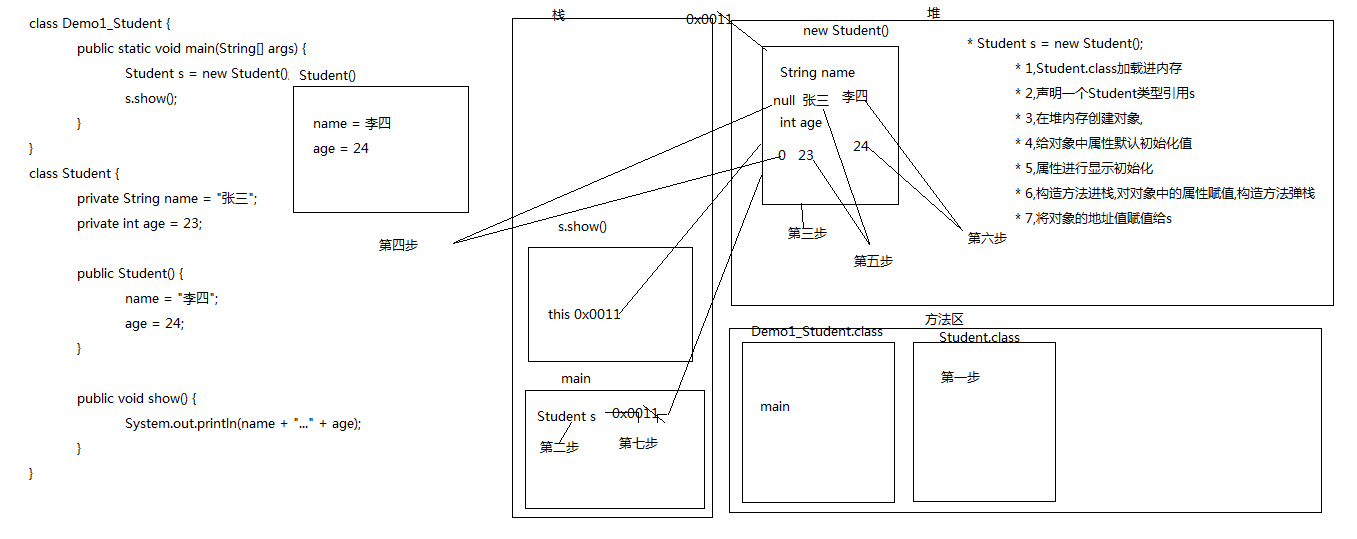 class Demo1_Student {
public static void main(String[] args) {
Student s = new Student();
s.show();
}
}
class Student {
private String name = "张三";
private int age = 23;
public Student() {
name = "李四";
age = 24;
}
public void show() {
System.out.println(name + "..." + age);
}
}
Student()
name = 李四
age = 24
第四步
栈
s.show()
this 0x0011
main
Student s 0x0011
第二步 第七步
堆
0x0011
new Student()
String name
null 张三 李四
int age
0 23 24
第三步
第五步
第六步
* Student s = new Student();
* 1,Student.class加载进内存
* 2,声明一个Student类型引用s
* 3,在堆内存创建对象,
* 4,给对象中属性默认初始化值
* 5,属性进行显示初始化
* 6,构造方法进栈,对对象中的属性赋值,构造方法弹栈
* 7,将对象的地址值赋值给s
方法区
Demo1_Student.class
main
Student.class
第一步